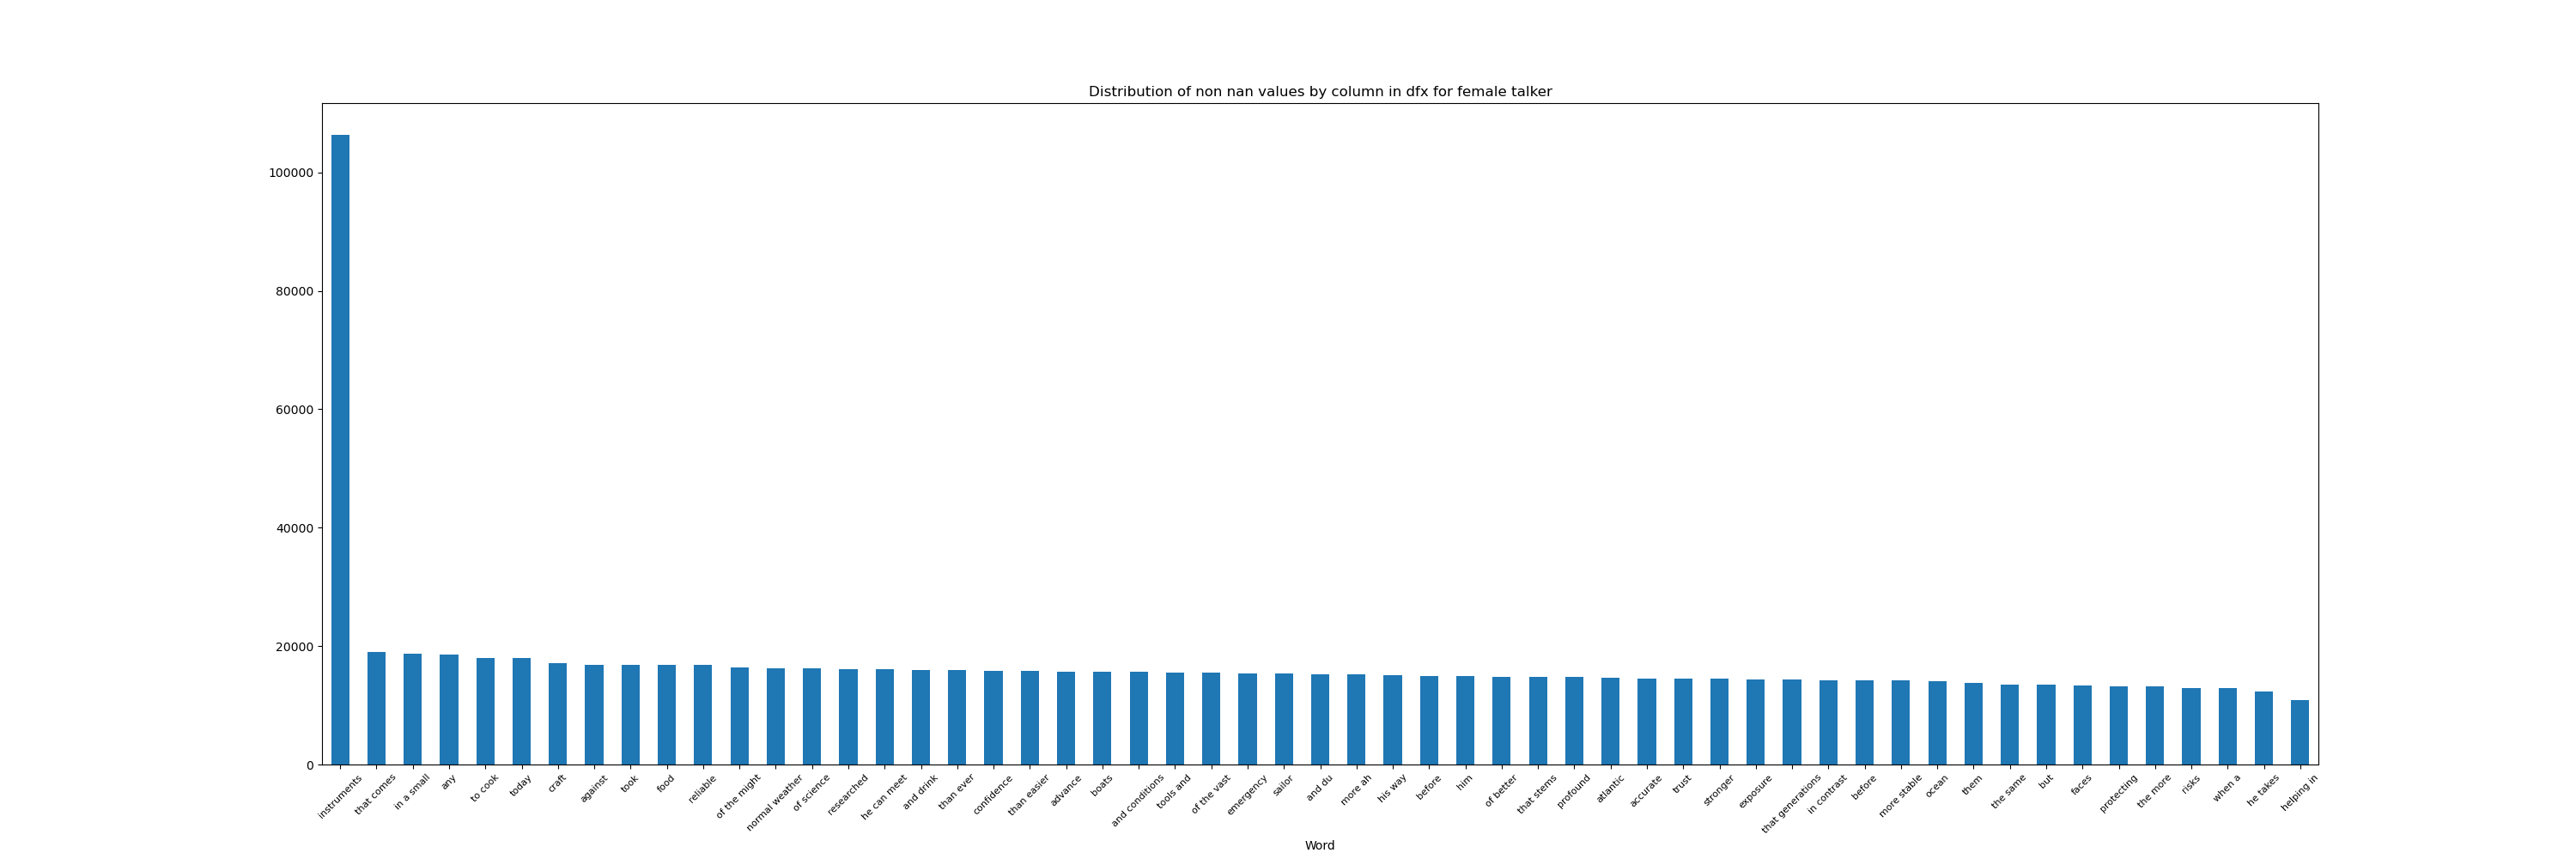 Distribution of non nan values by column in dfx for female talker
100000
80000
60000
40000
20000
0
instruments
that comes
in a small
any
to cook
today
craft
against
took
food
reliable
of the might
normal weather
of science
researched
he can meet
and drink
than ever
confidence
than easier
advance
boats
and conditions
tools and
of the vast
emergency
sailor
and du
more ah
his way
before
him
of better
that stems
profound
atlantic
accurate
trust
stronger
exposure
that generations
in contrast
before
more stable
ocean
them
the same
but
faces
protecting
the more
risks
when a
he takes
helping in
Word